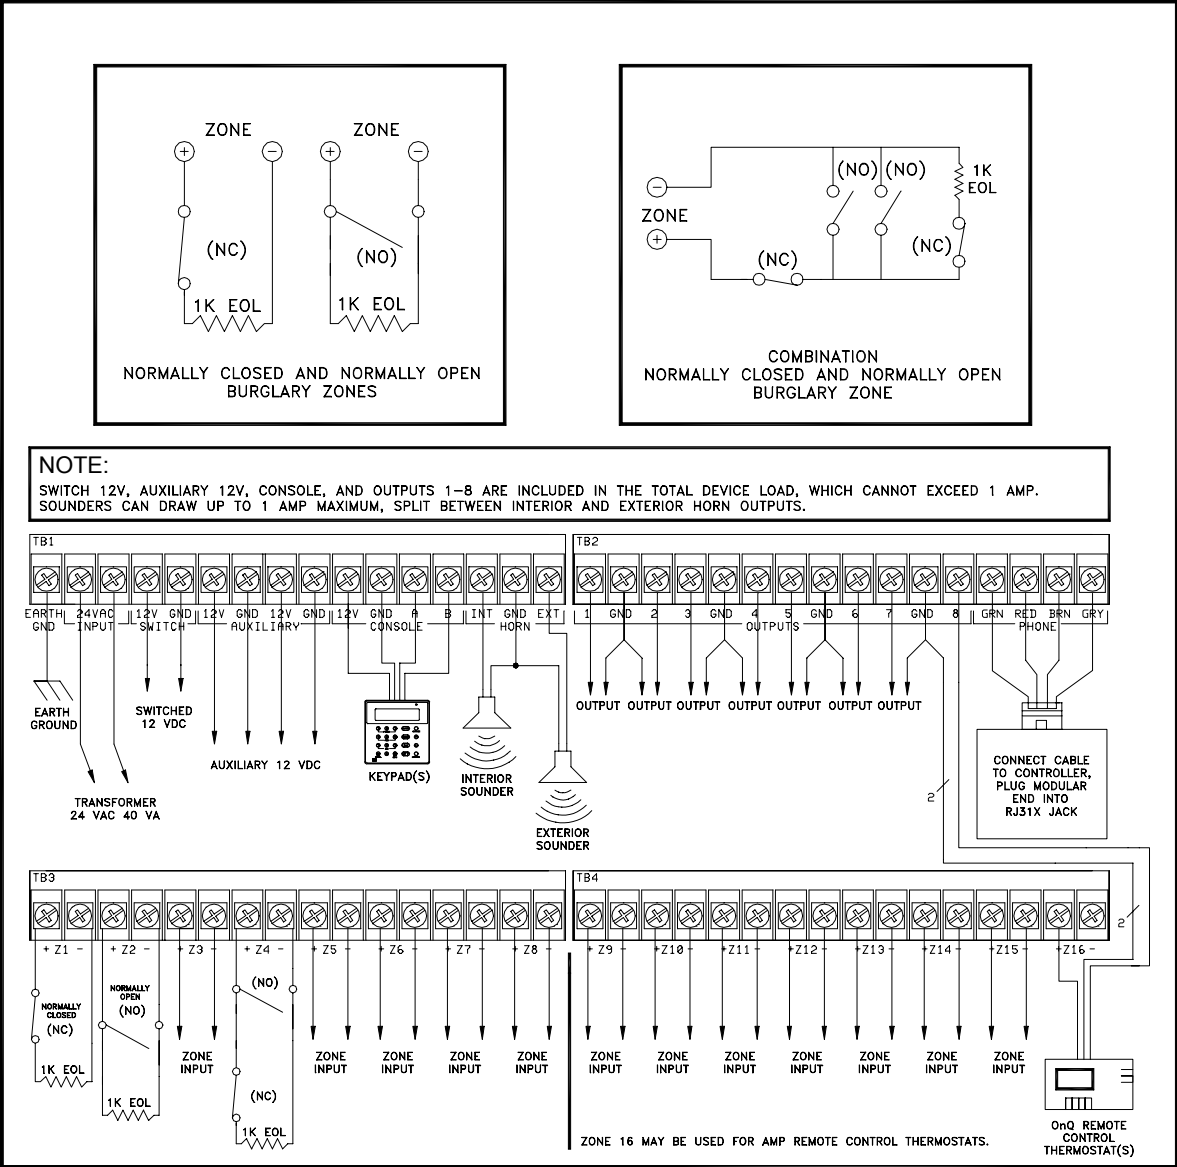 ZONE ZONE
+ − + −
(NC) (NO)
1K EOL 1K EOL
NORMALLY CLOSED AND NORMALLY OPEN
BURGLARY ZONES
(NO) (NO) 1K
EOL
−
ZONE
+
(NC)
(NC)
COMBINATION
NORMALLY CLOSED AND NORMALLY OPEN
BURGLARY ZONE
NOTE:
SWITCH 12V, AUXILIARY 12V, CONSOLE, AND OUTPUTS 1-8 ARE INCLUDED IN THE TOTAL DEVICE LOAD, WHICH CANNOT EXCEED 1 AMP.
SOUNDERS CAN DRAW UP TO 1 AMP MAXIMUM, SPLIT BETWEEN INTERIOR AND EXTERIOR HORN OUTPUTS.
TB1
EARTH 24VAC 12V GND 12V GND 12V GND 12V GND A B INT GND EXT
GND INPUT SWITCH AUXILIARY CONSOLE HORN
EARTH
GROUND
TRANSFORMER
24 VAC 40 VA
SWITCHED
12 VDC
AUXILIARY 12 VDC
KEYPAD(S)
INTERIOR
SOUNDER
EXTERIOR
SOUNDER
TB2
1 GND 2 3 GND 4 5 GND 6 7 GND 8 GRN RED BRN GRY
OUTPUTS PHONE
OUTPUT OUTPUT OUTPUT OUTPUT OUTPUT OUTPUT OUTPUT
CONNECT CABLE
TO CONTROLLER,
PLUG MODULAR
END INTO
RJ31X JACK
2
TB3
+ Z1 − + Z2 − + Z3 − + Z4 − + Z5 − + Z6 − + Z7 − + Z8 −
NORMALLY
CLOSED
(NC)
1K EOL
NORMALLY
OPEN
(NO)
1K EOL
ZONE
INPUT
(NO)
(NC)
1K EOL
ZONE ZONE ZONE ZONE
INPUT INPUT INPUT INPUT
TB4
+ Z9 − +Z10 − +Z11 − +Z12 − +Z13 − +Z14 − +Z15 − +Z16 −
2
ZONE ZONE ZONE ZONE ZONE ZONE ZONE
INPUT INPUT INPUT INPUT INPUT INPUT INPUT
ZONE 16 MAY BE USED FOR AMP REMOTE CONTROL THERMOSTATS.
OnQ REMOTE
CONTROL
THERMOSTAT(S)